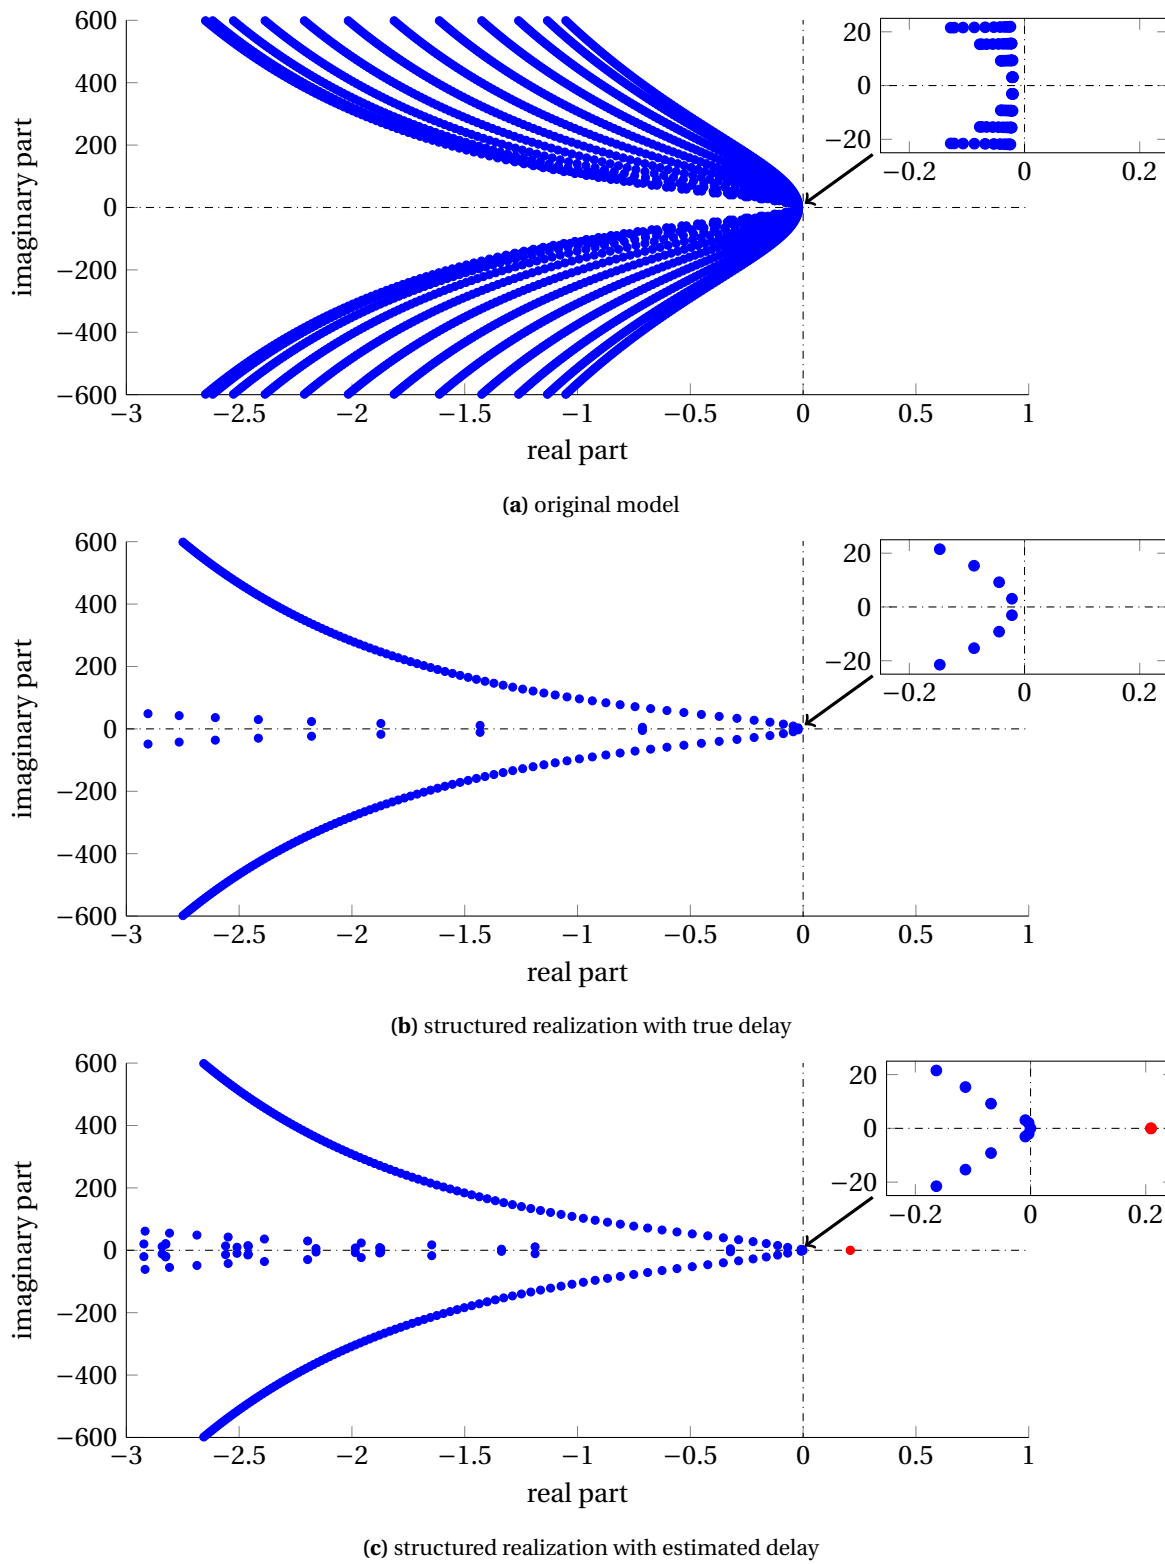 600
400
200
0
−200
−400
−600
imaginary part
−3 −2.5 −2 −1.5 −1 −0.5 0 0.5 1
real part
20
0
−20
−0.2 0 0.2
(a) original model
600
400
200
0
−200
−400
−600
imaginary part
−3 −2.5 −2 −1.5 −1 −0.5 0 0.5 1
real part
20
0
−20
−0.2 0 0.2
(b) structured realization with true delay
600
400
200
0
−200
−400
−600
imaginary part
−3 −2.5 −2 −1.5 −1 −0.5 0 0.5 1
real part
20
0
−20
−0.2 0 0.2
(c) structured realization with estimated delay